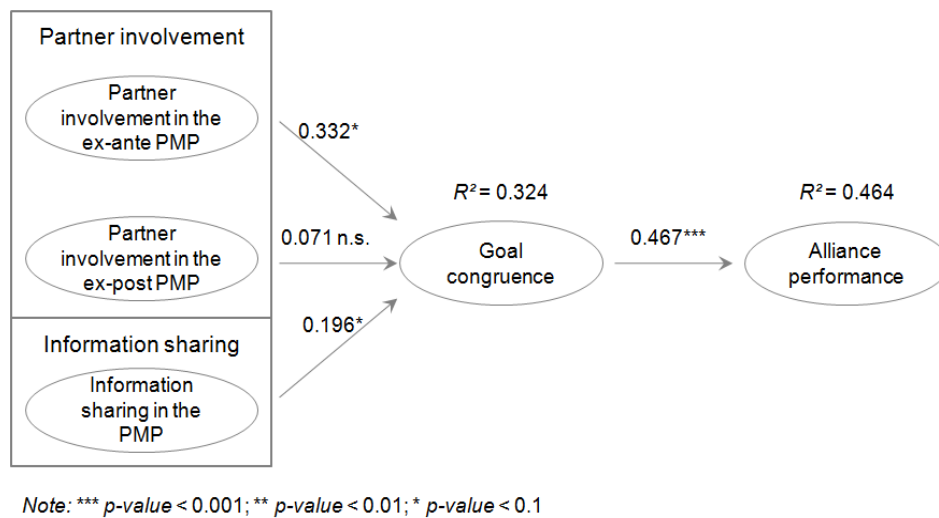 Partner involvement
Partner
involvement in the
ex-ante PMP
0.332*
R² = 0.324
R² = 0.464
Partner
involvement in the
ex-post PMP
0.071 n.s.
Goal
congruence
0.467***
Alliance
performance
0.196*
Information sharing
Information
sharing in the
PMP
Note: *** p-value < 0.001; ** p-value < 0.01; * p-value < 0.1